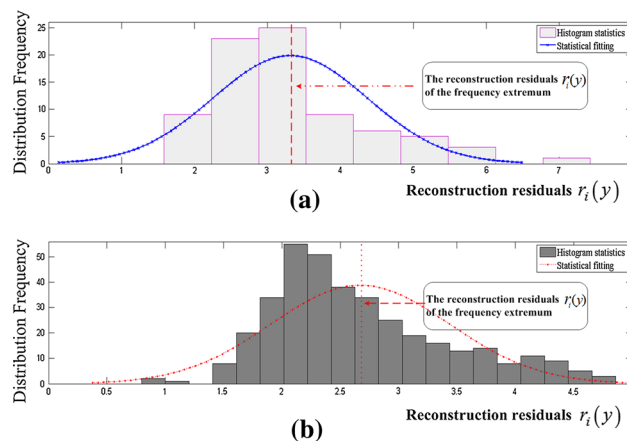 Distribution Frequency
25
20
15
10
5
0
0 1 2 3 4 5 6 7
Histogram statistics
Statistical fitting
The reconstruction residuals r_i(y)
of the frequency extremum
Reconstruction residuals r_i(y)
(a)
Distribution Frequency
50
40
30
20
10
0
0 0.5 1 1.5 2 2.5 3 3.5 4 4.5
Histogram statistics
Statistical fitting
The reconstruction residuals r_i(y)
of the frequency extremum
Reconstruction residuals r_i(y)
(b)